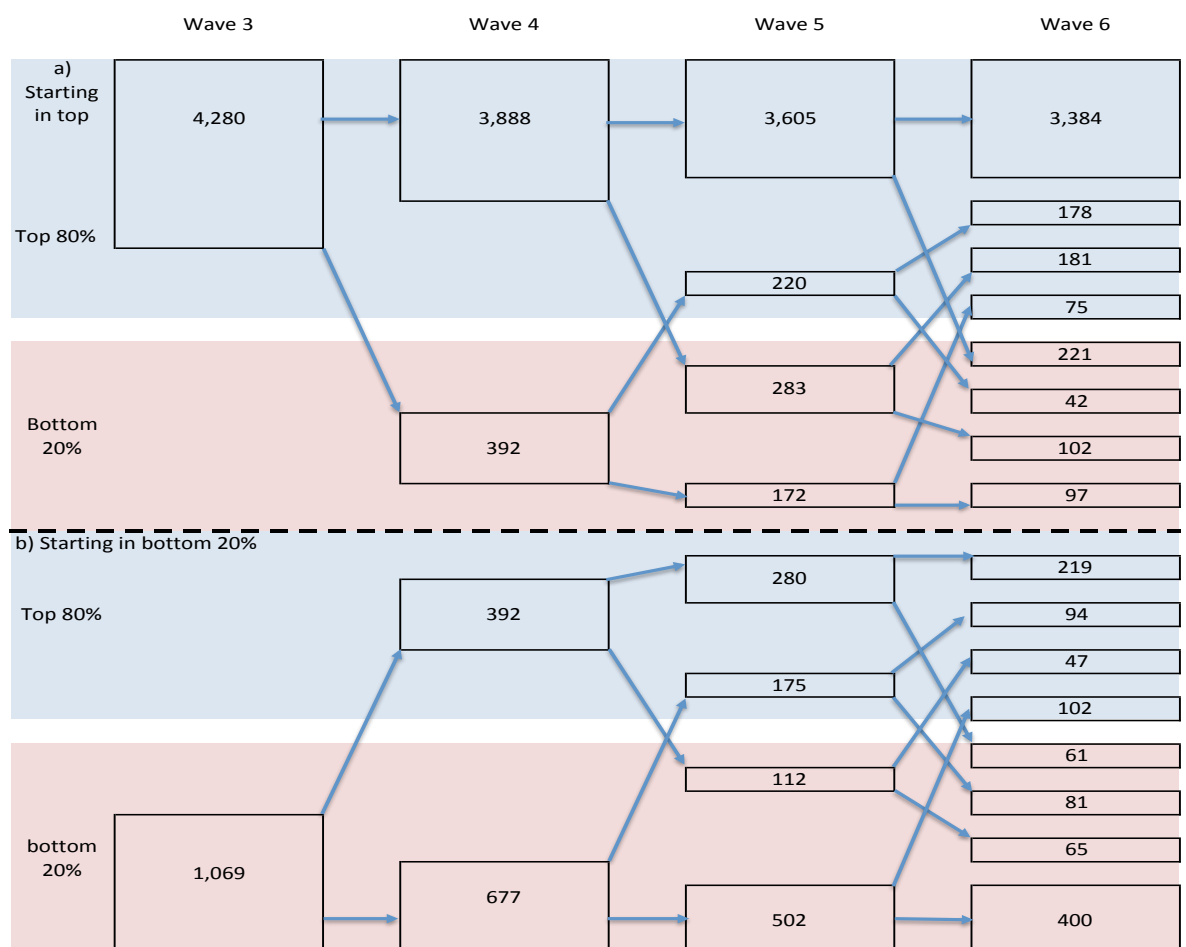 Wave 3 Wave 4 Wave 5 Wave 6
a)
Starting
in top
4,280 3,888 3,605 3,384
178
Top 80%
181
220
75
221
283
42
Bottom
20%
392
102
172 97
b) Starting in bottom 20%
280 219
Top 80% 392 94
47
175
102
61
112
81
bottom
20%
65
1,069
677
502 400